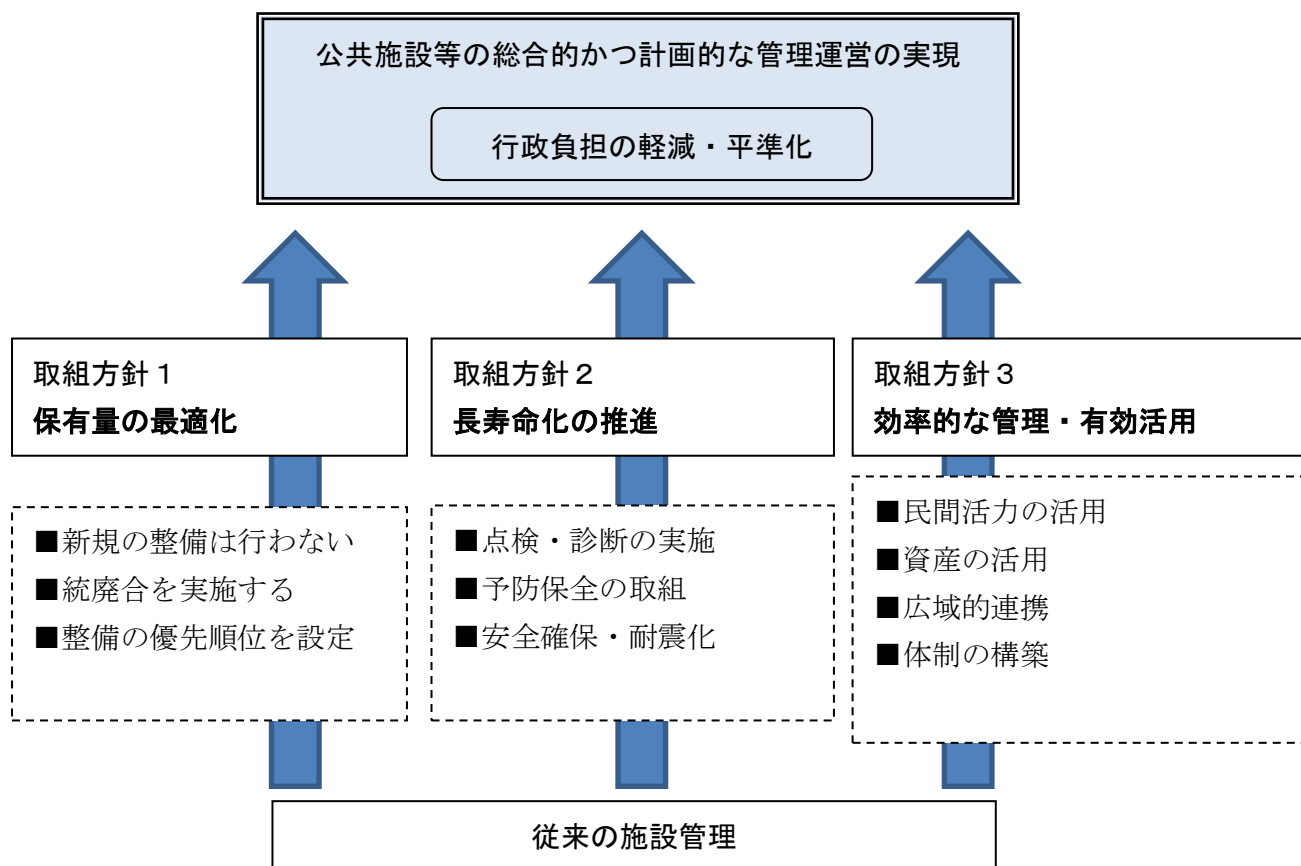 公共施設等の総合的かつ計画的な管理運営の実現
行政負担の軽減・平準化
取組方針１
保有量の最適化
■新規の整備は行わない
■統廃合を実施する
■整備の優先順位を設定
取組方針２
長寿命化の推進
■点検・診断の実施
■予防保全の取組
■安全確保・耐震化
取組方針３
効率的な管理・有効活用
■民間活力の活用
■資産の活用
■広域的連携
■体制の構築
従来の施設管理